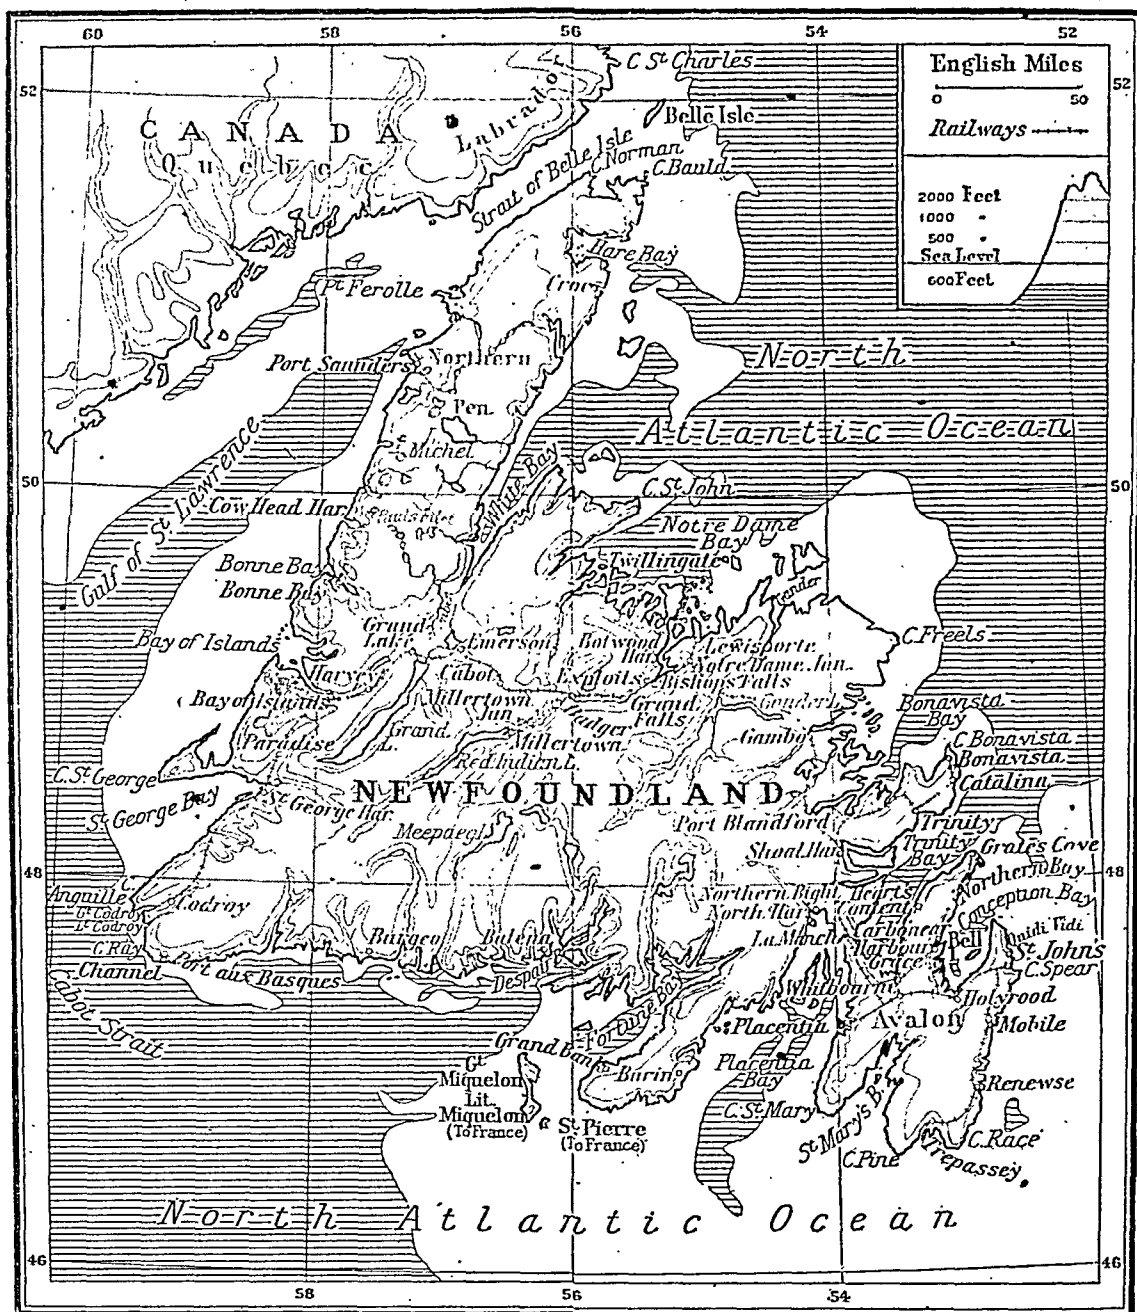 60 58 56 54 52
52
C St Charles
English Miles
0 50
Railways
52
Belle Isle
CANADA
Quebec
Labrador
Strait of Belle Isle
C. Norman
C. Bauld
2000 Feet
1000 "
500 "
Sea Level
600 Feet
Hare Bay
Pt Ferolle
Croc
Port Saunders
Northern
Pen.
North
Atlantic Ocean
Michel
Gulf of St Lawrence
White Bay
50
C. St John
50
Cow Head Har.
Notre Dame
Bay
Twillingate
Bonne Bay
Bonne Bay
Gander
Grand
Lake
Emerson
Botwood
Har.
Lewisporte
C. Freels
Bay of Islands
Notre Dame Jun.
Harvey
Cabot
Exploits
Bishops Falls
Bay of Islands
Millertown
Jun.
Badger
Grand
Falls
Gander L.
Bonavista
Bay
Paradise
Grand
L.
Millertown
Gambo
Red Indian L.
C. Bonavista
Bonavista
C. St George
Catalina
St George Bay
St George Har.
NEWFOUNDLAND
Meepaeg L.
Port Blandford
Trinity
Shoal Har.
Trinity
Bay
Grates Cove
48
48
Northern Bay
Anguille
Gt Codroy
Lt Codroy
Codroy
Northern Bight
Hearts
Content
Conception Bay
North Har.
Carbonear
Quidi Vidi
C. Ray
Burgeo
Balena
La Manche
Harbour
Grace
Bell
St John's
Channel
Port aux Basques
Despair B.
Whitbourne
C. Spear
Cabot Strait
Fortune Bay
Holyrood
Placentia
Avalon
Mobile
Grand Bank
Burin
Placentia
Bay
Gt
Miquelon
Lit.
Miquelon
(To France)
St Pierre
(To France)
C. St Mary
Renewse
St Mary's B.
C. Race
C. Pine
Trepassey
North Atlantic Ocean
46
46
58 56 54